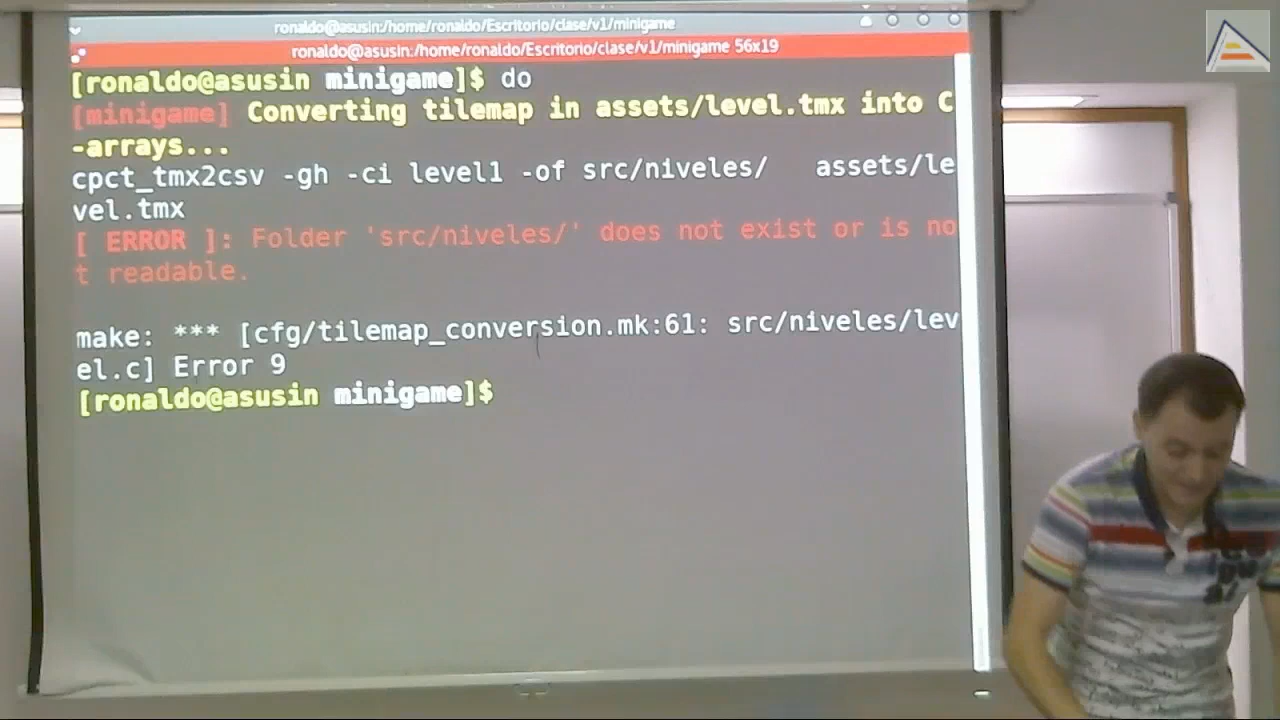 ronaldo@asusin:/home/ronaldo/Escritorio/clase/v1/minigame
ronaldo@asusin:/home/ronaldo/Escritorio/clase/v1/minigame 56x19
[ronaldo@asusin minigame]$ do
[minigame] Converting tilemap in assets/level.tmx into C
-arrays...
cpct_tmx2csv -gh -ci level1 -of src/niveles/   assets/le
vel.tmx
[ ERROR ]: Folder 'src/niveles/' does not exist or is no
t readable.
make: *** [cfg/tilemap_conversion.mk:61: src/niveles/lev
el.c] Error 9
[ronaldo@asusin minigame]$